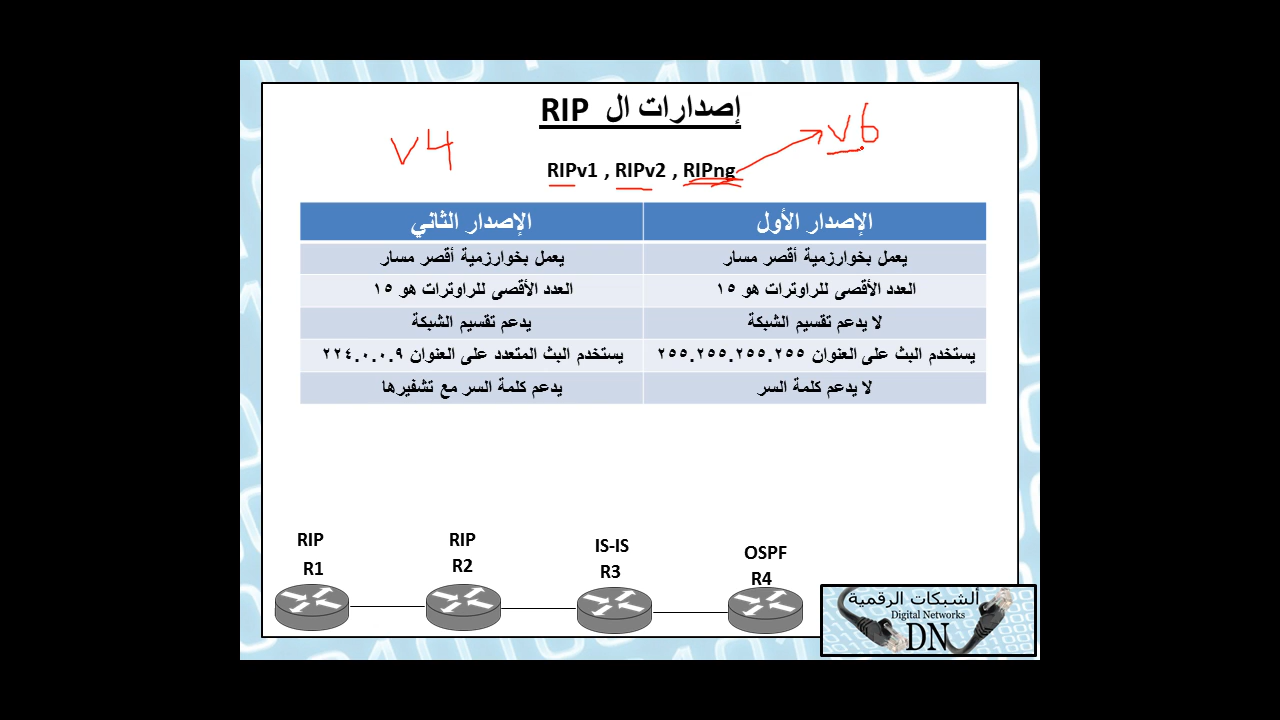 إصدارات ال RIP
v4
v6
RIPv1 , RIPv2 , RIPng
الإصدار الأول	الإصدار الثاني
يعمل بخوارزمية أقصر مسار	يعمل بخوارزمية أقصر مسار
العدد الأقصى للراوترات هو ١٥	العدد الأقصى للراوترات هو ١٥
لا يدعم تقسيم الشبكة	يدعم تقسيم الشبكة
يستخدم البث على العنوان ٢٥٥.٢٥٥.٢٥٥.٢٥٥	يستخدم البث المتعدد على العنوان ٢٢٤.٠.٠.٩
لا يدعم كلمة السر	يدعم كلمة السر مع تشفيرها
RIP	RIP	IS-IS	OSPF
R1	R2	R3	R4
ألشبكات الرقمية
Digital Networks
DN